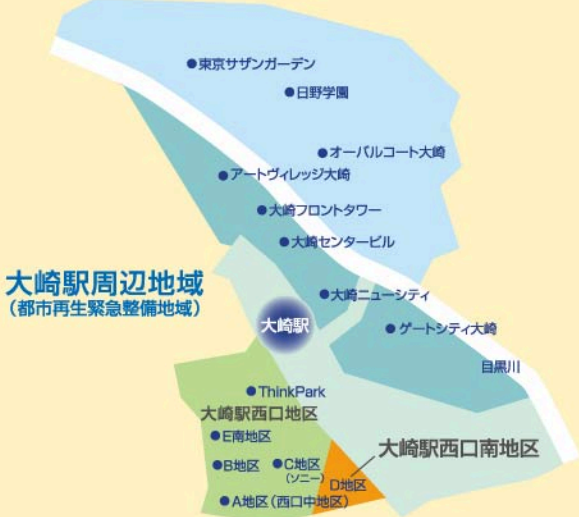 東京サザンガーデン
日野学園
オーバルコート大崎
アートヴィレッジ大崎
大崎フロントタワー
大崎センタービル
大崎駅周辺地域
(都市再生緊急整備地域)
大崎ニューシティ
大崎駅
ゲートシティ大崎
目黒川
ThinkPark
大崎駅西口地区
E南地区
大崎駅西口南地区
B地区
C地区
(ソニー)
D地区
A地区(西口中地区)